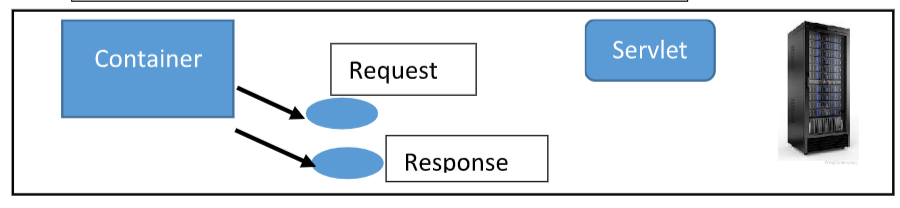 Container
Servlet
Request
Response